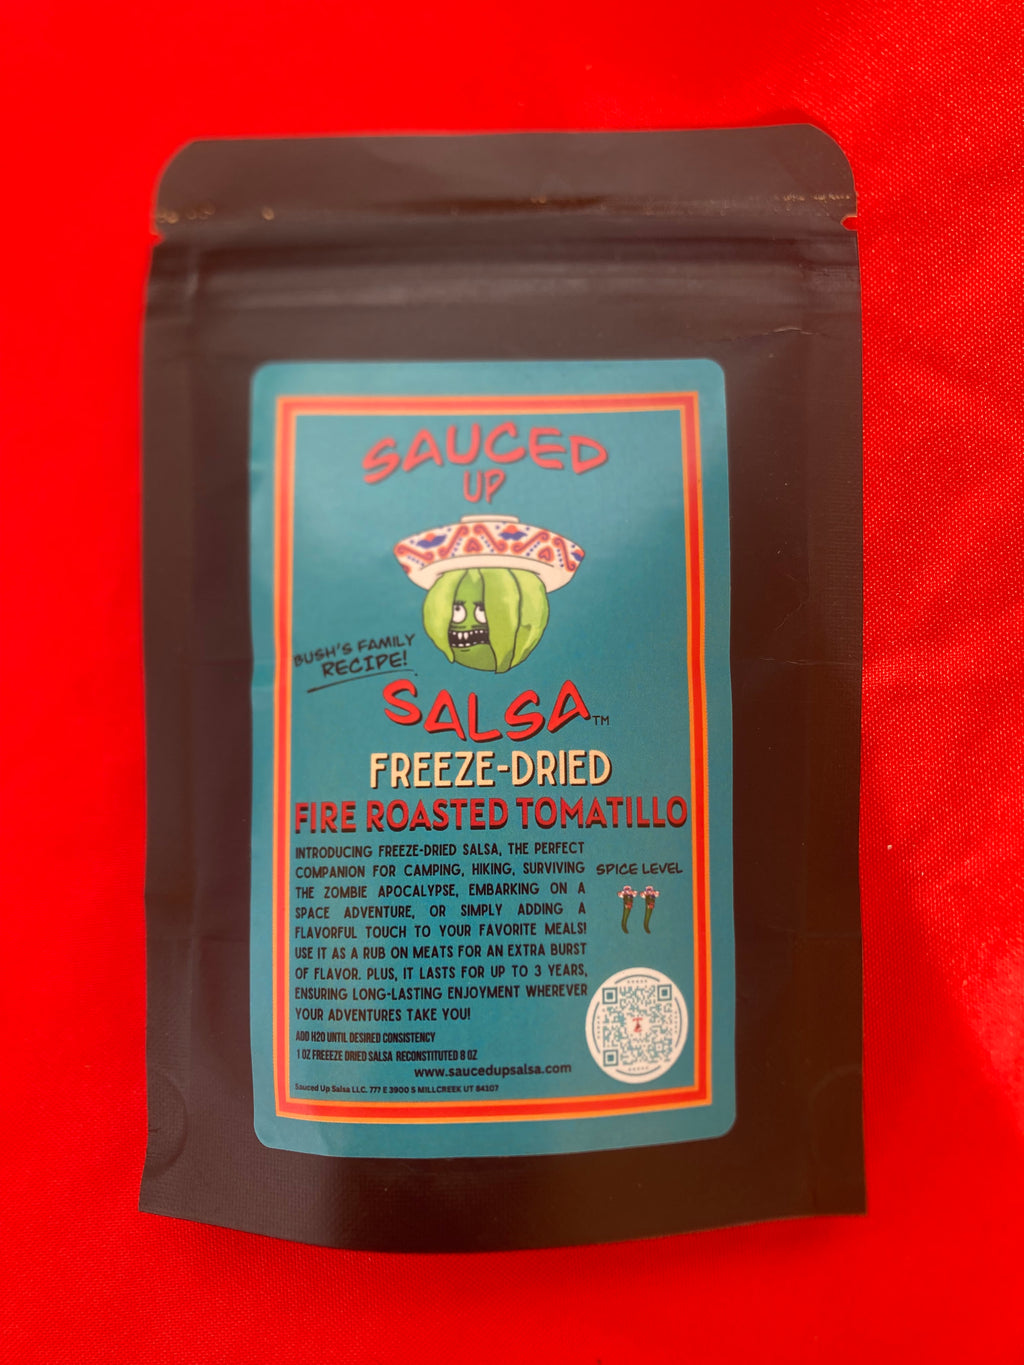 SAUCED
UP
BUSH'S FAMILY
RECIPE!
SALSA™
FREEZE-DRIED
FIRE ROASTED TOMATILLO
INTRODUCING FREEZE-DRIED SALSA, THE PERFECT
COMPANION FOR CAMPING, HIKING, SURVIVING
THE ZOMBIE APOCALYPSE, EMBARKING ON A
SPACE ADVENTURE, OR SIMPLY ADDING A
FLAVORFUL TOUCH TO YOUR FAVORITE MEALS!
USE IT AS A RUB ON MEATS FOR AN EXTRA BURST
OF FLAVOR. PLUS, IT LASTS FOR UP TO 3 YEARS,
ENSURING LONG-LASTING ENJOYMENT WHEREVER
YOUR ADVENTURES TAKE YOU!
SPICE LEVEL
ADD H2O UNTIL DESIRED CONSISTENCY
1 OZ FREEEZE DRIED SALSA RECONSTITUTED 8 OZ
www.saucedupsalsa.com
Sauced Up Salsa LLC. 777 E 3900 S MILLCREEK UT 84107